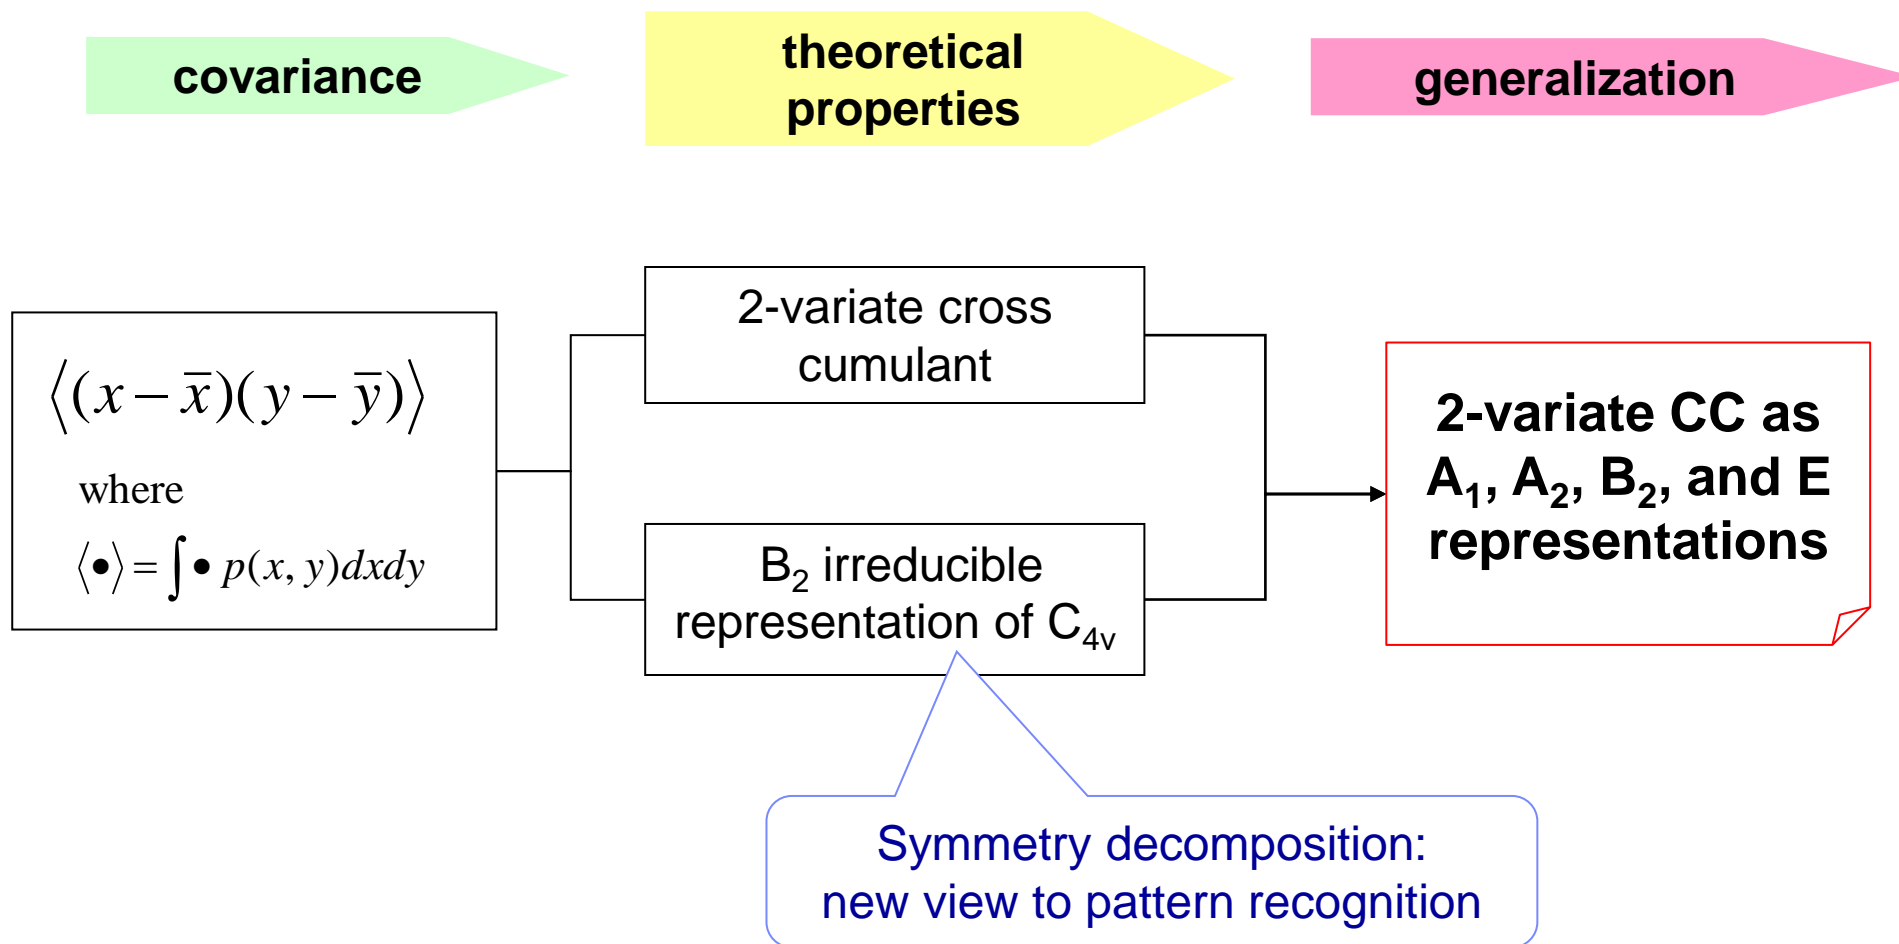 covariance
theoretical
properties
generalization
⟨(x − x̅)(y − y̅)⟩
where
⟨•⟩ = ∫ • p(x, y)dxdy
2-variate cross
cumulant
B₂ irreducible
representation of C₄ᵥ
2-variate CC as
A₁, A₂, B₂, and E
representations
Symmetry decomposition:
new view to pattern recognition